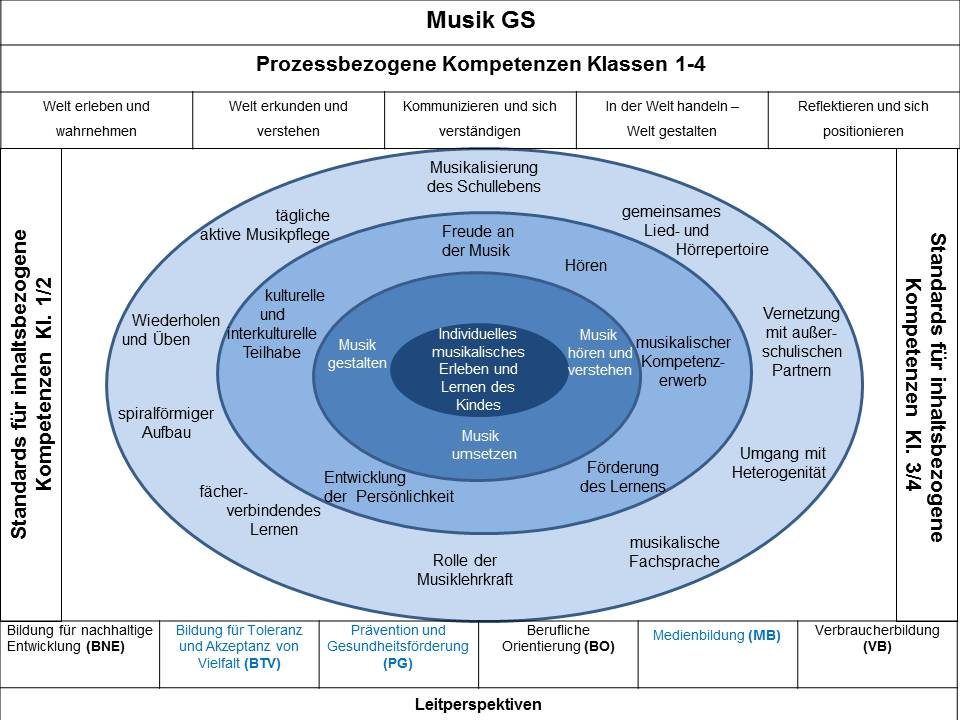 Musik GS
Prozessbezogene Kompetenzen Klassen 1-4
Welt erleben und
wahrnehmen
Welt erkunden und
verstehen
Kommunizieren und sich
verständigen
In der Welt handeln –
Welt gestalten
Reflektieren und sich
positionieren
Standards für inhaltsbezogene
Kompetenzen Kl. 1/2
Musikalisierung
des Schullebens
tägliche
aktive Musikpflege
gemeinsames
Lied- und
Hörrepertoire
Freude an
der Musik
Hören
kulturelle
und
interkulturelle
Teilhabe
Wiederholen
und Üben
Vernetzung
mit außer-
schulischen
Partnern
Musik
gestalten
Individuelles
musikalisches
Erleben und
Lernen des
Kindes
Musik
hören und
verstehen
musikalischer
Kompetenz-
erwerb
spiralförmiger
Aufbau
Musik
umsetzen
Umgang mit
Heterogenität
Entwicklung
der Persönlichkeit
Förderung
des Lernens
fächer-
verbindendes
Lernen
Rolle der
Musiklehrkraft
musikalische
Fachsprache
Standards für inhaltsbezogene
Kompetenzen Kl. 3/4
Bildung für nachhaltige
Entwicklung (BNE)
Bildung für Toleranz
und Akzeptanz von
Vielfalt (BTV)
Prävention und
Gesundheitsförderung
(PG)
Berufliche
Orientierung (BO)
Medienbildung (MB)
Verbraucherbildung
(VB)
Leitperspektiven